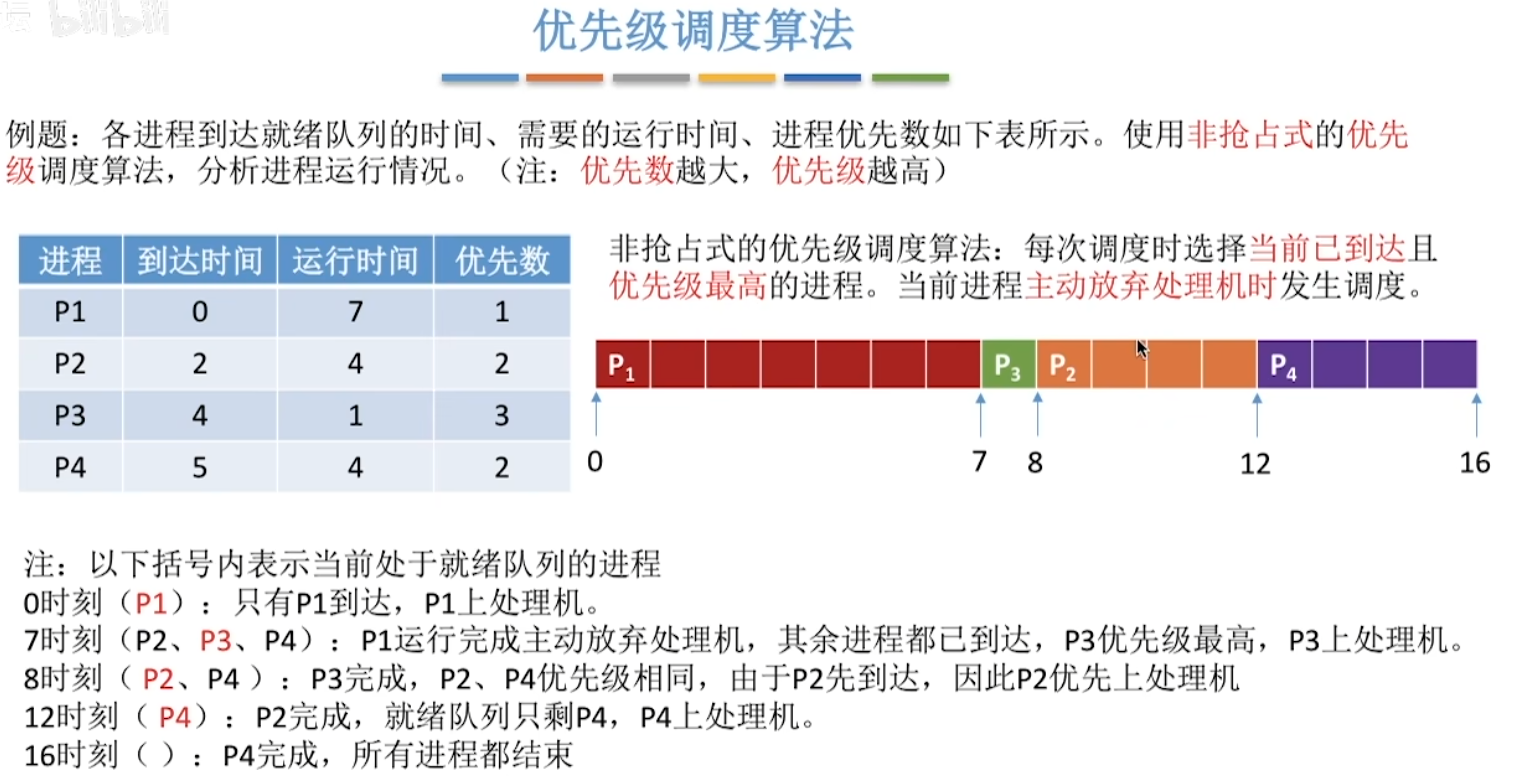 bilibili
优先级调度算法
例题：各进程到达就绪队列的时间、需要的运行时间、进程优先数如下表所示。使用非抢占式的优先
级调度算法，分析进程运行情况。（注：优先数越大，优先级越高）
进程 到达时间 运行时间 优先数
P1 0 7 1
P2 2 4 2
P3 4 1 3
P4 5 4 2
非抢占式的优先级调度算法：每次调度时选择当前已到达且
优先级最高的进程。当前进程主动放弃处理机时发生调度。
P1 P3 P2 P4
0 7 8 12 16
注：以下括号内表示当前处于就绪队列的进程
0时刻（P1）：只有P1到达，P1上处理机。
7时刻（P2、P3、P4）：P1运行完成主动放弃处理机，其余进程都已到达，P3优先级最高，P3上处理机。
8时刻（ P2、P4 ）：P3完成，P2、P4优先级相同，由于P2先到达，因此P2优先上处理机
12时刻（ P4）：P2完成，就绪队列只剩P4，P4上处理机。
16时刻（ ）：P4完成，所有进程都结束